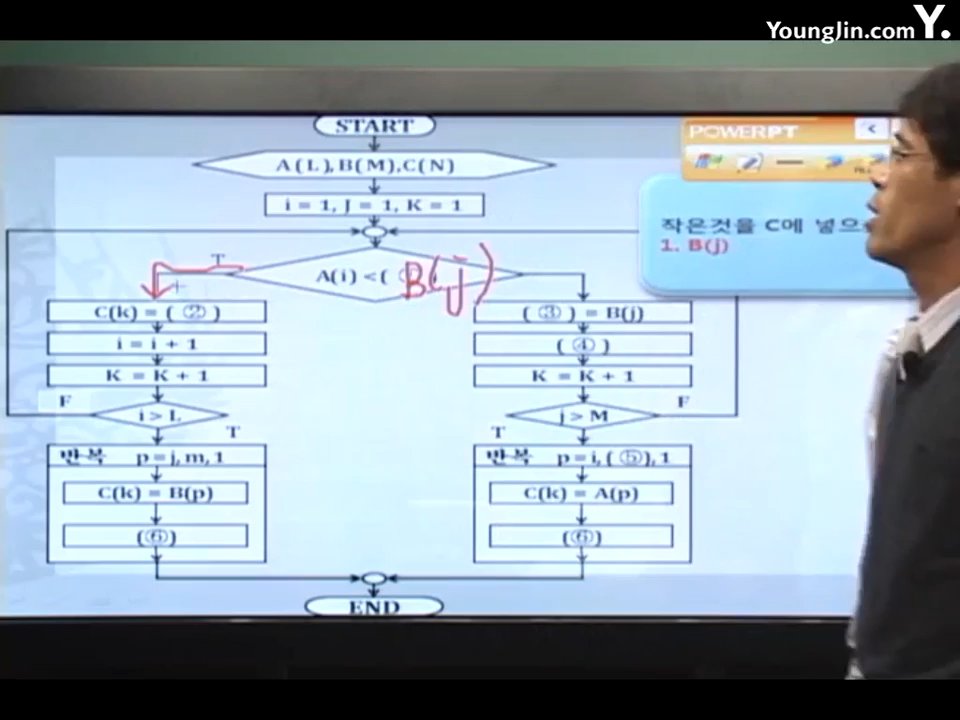 YoungJin.com Y.
START
A(L),B(M),C(N)
i = 1, J = 1, K = 1
POWERPT
작은것을 C에 넣으
1. B(j)
T
A(i) < ( B(j)
C(k) = ( ② )
i = i + 1
K = K + 1
F
i > L
T
반복 p = j, m, 1
C(k) = B(p)
(⑥)
( ③ ) = B(j)
( ④ )
K = K + 1
F
j > M
T
반복 p = i, ( ⑤ ), 1
C(k) = A(p)
(⑥)
END